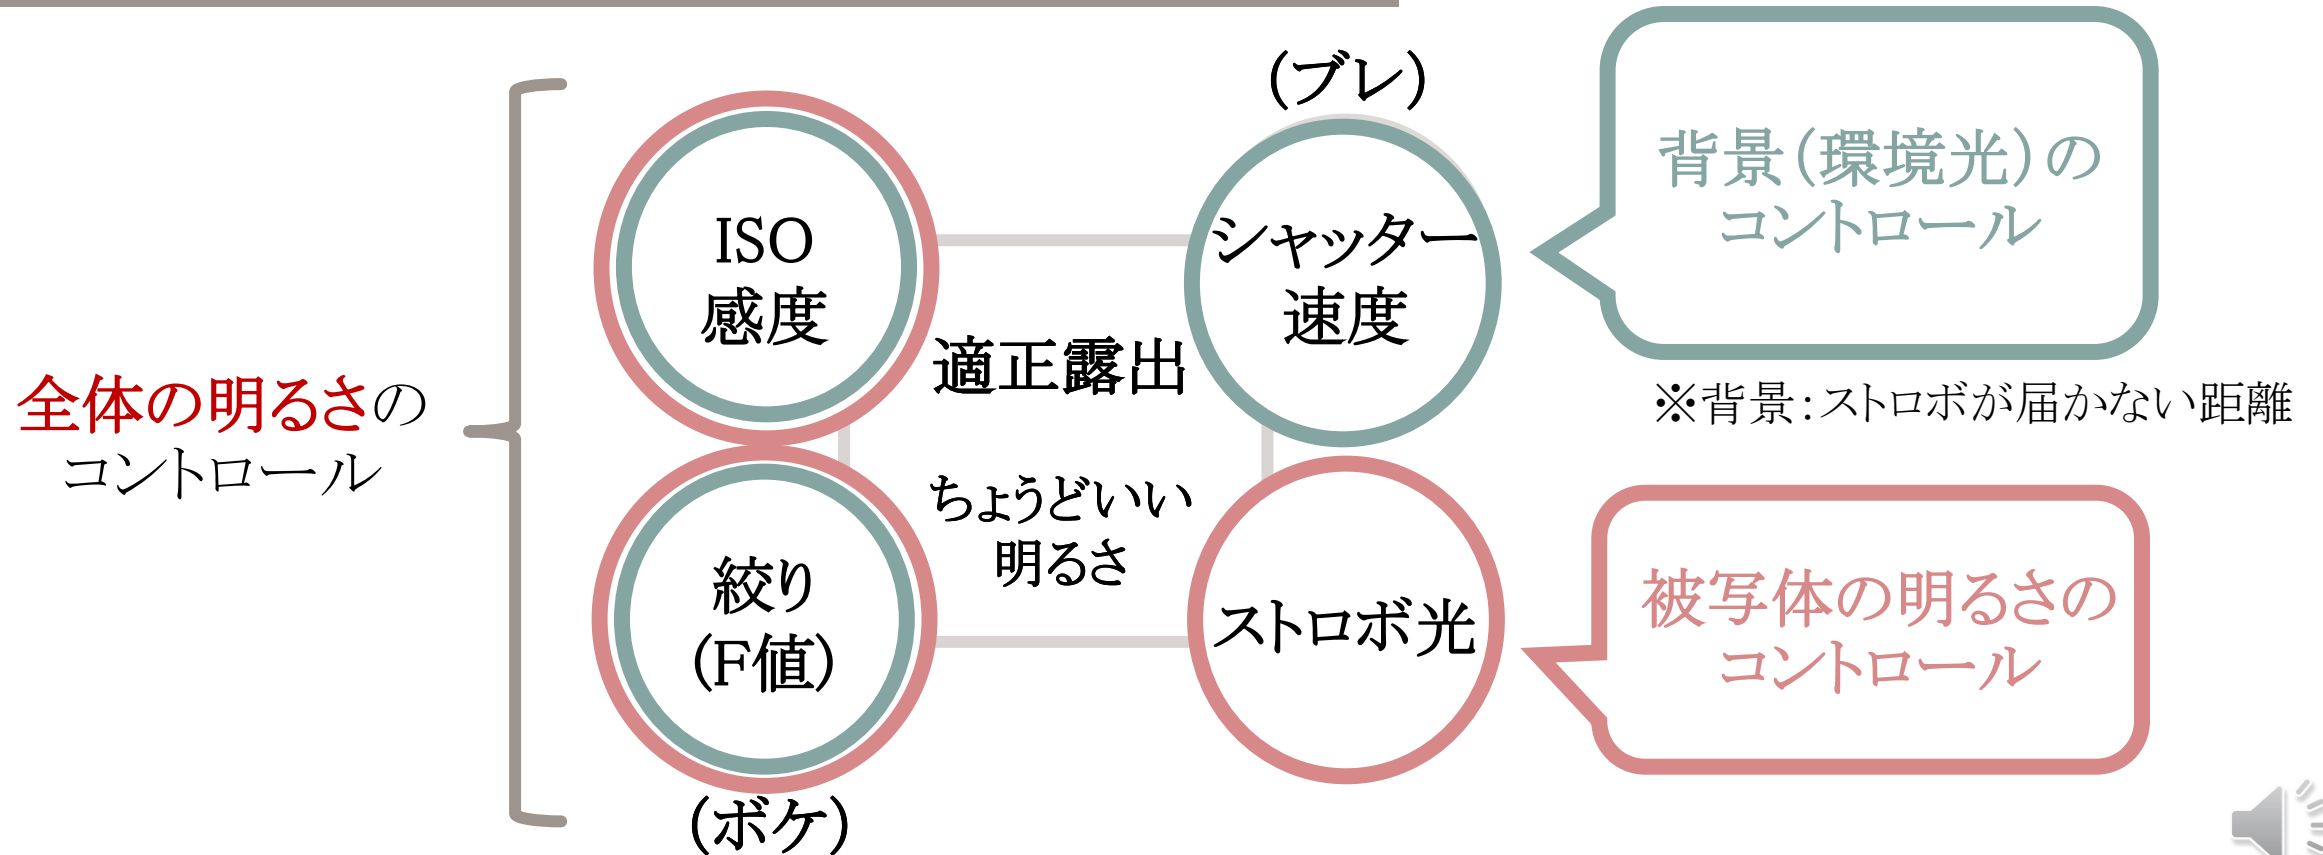 全体の明るさの
コントロール
ISO
感度
絞り
(F値)
(ボケ)
適正露出
ちょうどいい
明るさ
(ブレ)
シャッター
速度
ストロボ光
背景(環境光)の
コントロール
※背景:ストロボが届かない距離
被写体の明るさの
コントロール